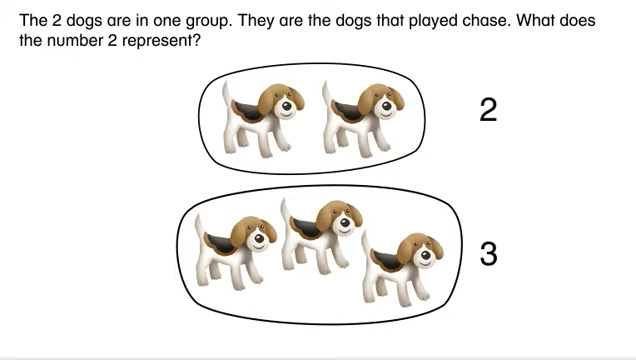 The 2 dogs are in one group. They are the dogs that played chase. What does
the number 2 represent?
2
3